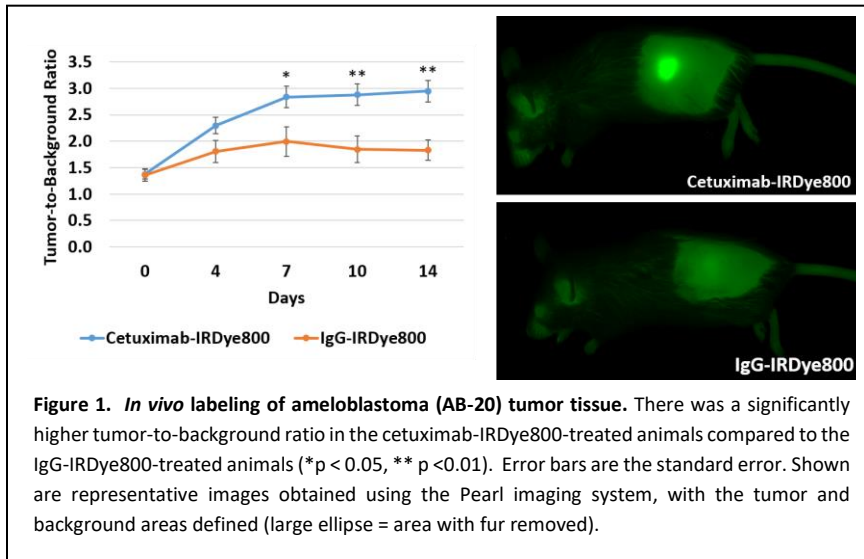 3.5
3.0
2.5
2.0
1.5
1.0
0.5
0.0
Tumor-to-Background Ratio
* ** **
0 4 7 10 14
Days
Cetuximab-IRDye800 IgG-IRDye800
Cetuximab-IRDye800
IgG-IRDye800
Figure 1. In vivo labeling of ameloblastoma (AB-20) tumor tissue. There was a significantly
higher tumor-to-background ratio in the cetuximab-IRDye800-treated animals compared to the
IgG-IRDye800-treated animals (*p < 0.05, ** p <0.01). Error bars are the standard error. Shown
are representative images obtained using the Pearl imaging system, with the tumor and
background areas defined (large ellipse = area with fur removed).